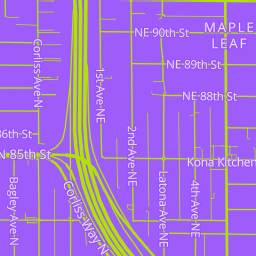 MAPLE
LEAF
NE 90th St
NE 89th St
NE 88th St
Corliss Ave N
1st Ave NE
86th St
N 85th St
Kona Kitchen
2nd Ave NE
Bagley Ave N
Corliss Way N
Latona Ave NE
4th Ave NE